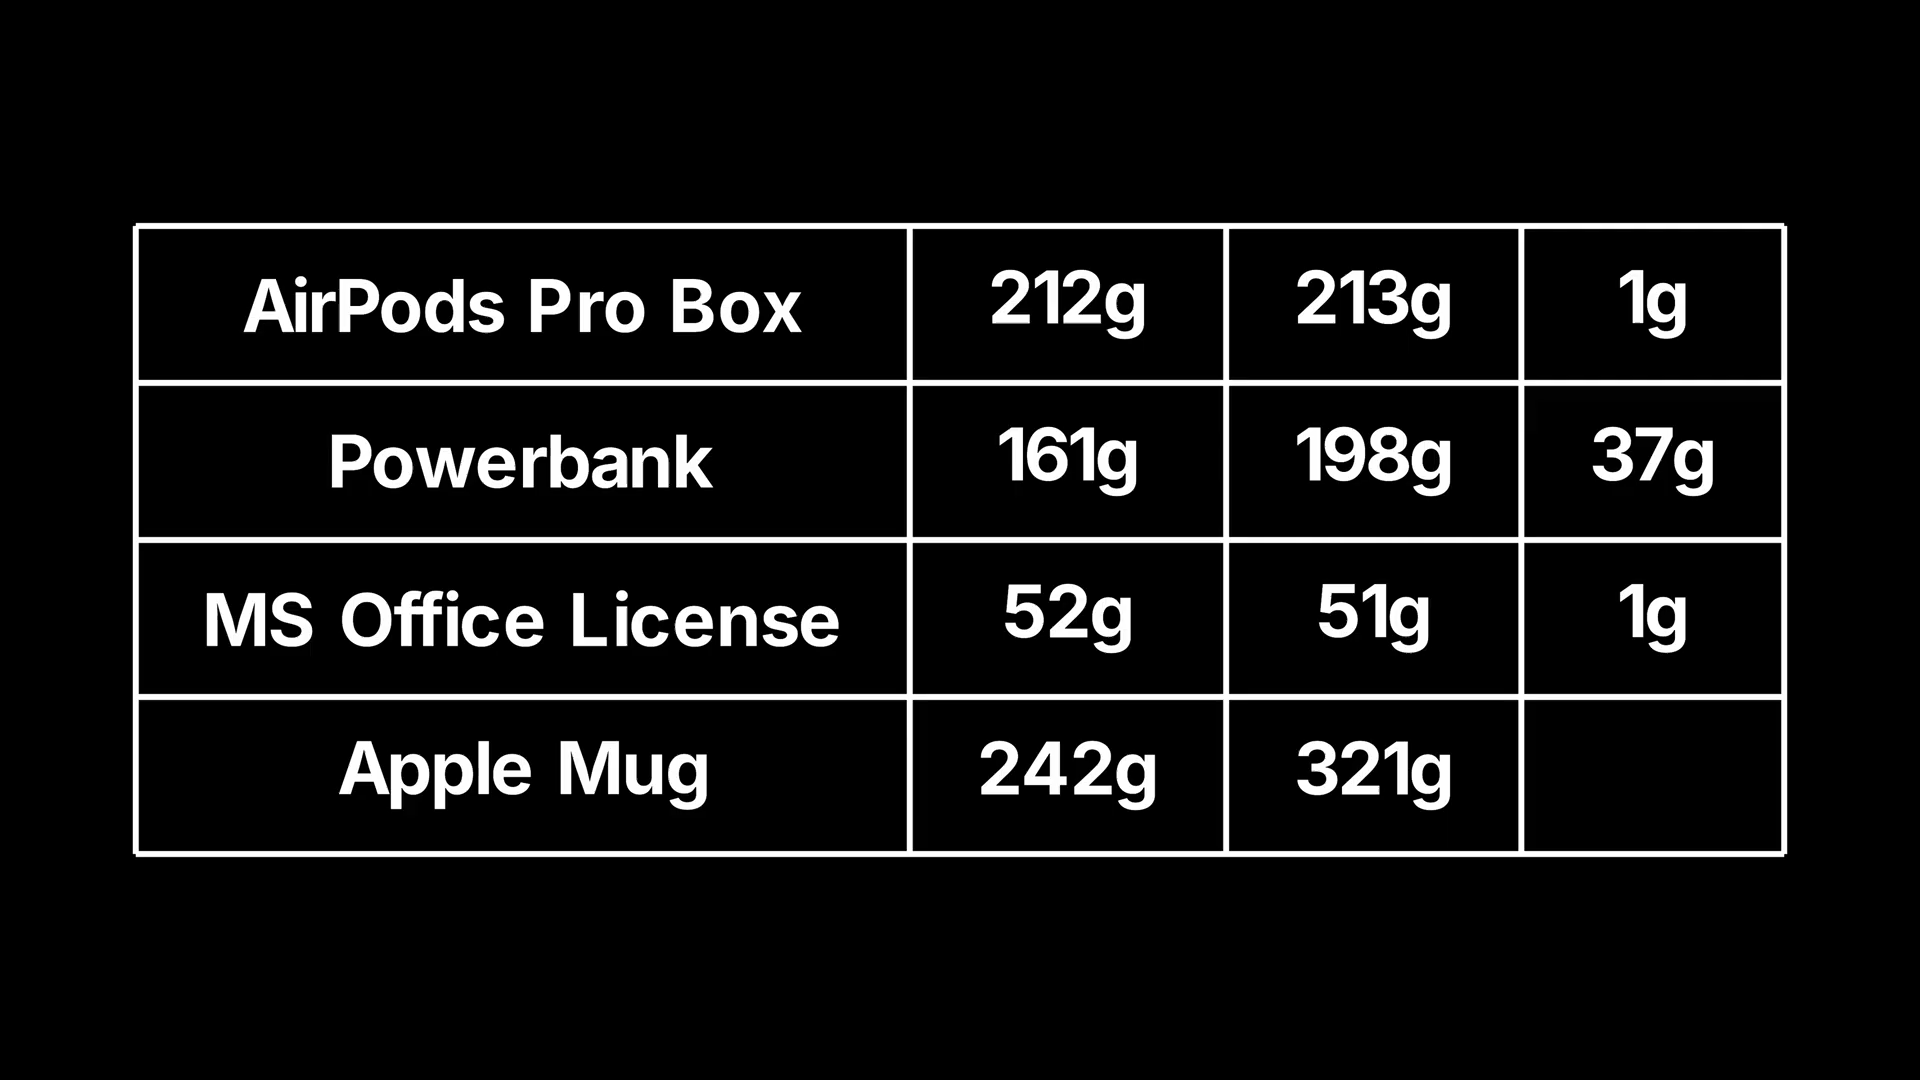 AirPods Pro Box 212g 213g 1g
Powerbank 161g 198g 37g
MS Office License 52g 51g 1g
Apple Mug 242g 321g